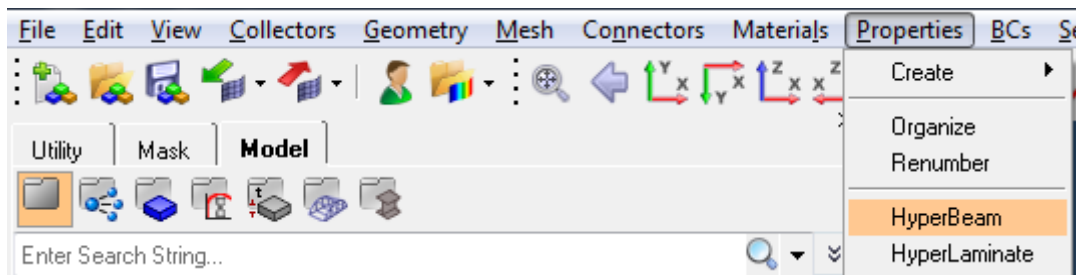 File Edit View Collectors Geometry Mesh Connectors Materials Properties BCs
Create
Organize
Renumber
HyperBeam
HyperLaminate
Utility Mask Model
Enter Search String...